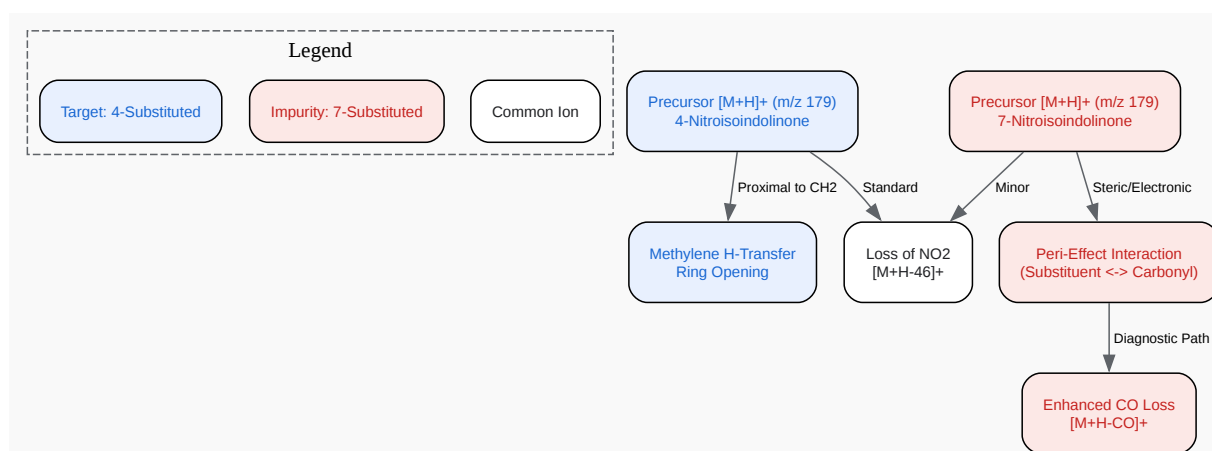 Legend
Target: 4-Substituted
Impurity: 7-Substituted
Common Ion
Precursor [M+H]+ (m/z 179)
4-Nitroisoindolinone
Precursor [M+H]+ (m/z 179)
7-Nitroisoindolinone
Proximal to CH2
Standard
Minor
Steric/Electronic
Methylene H-Transfer
Ring Opening
Loss of NO2
[M+H-46]+
Peri-Effect Interaction
(Substituent <-> Carbonyl)
Diagnostic Path
Enhanced CO Loss
[M+H-CO]+